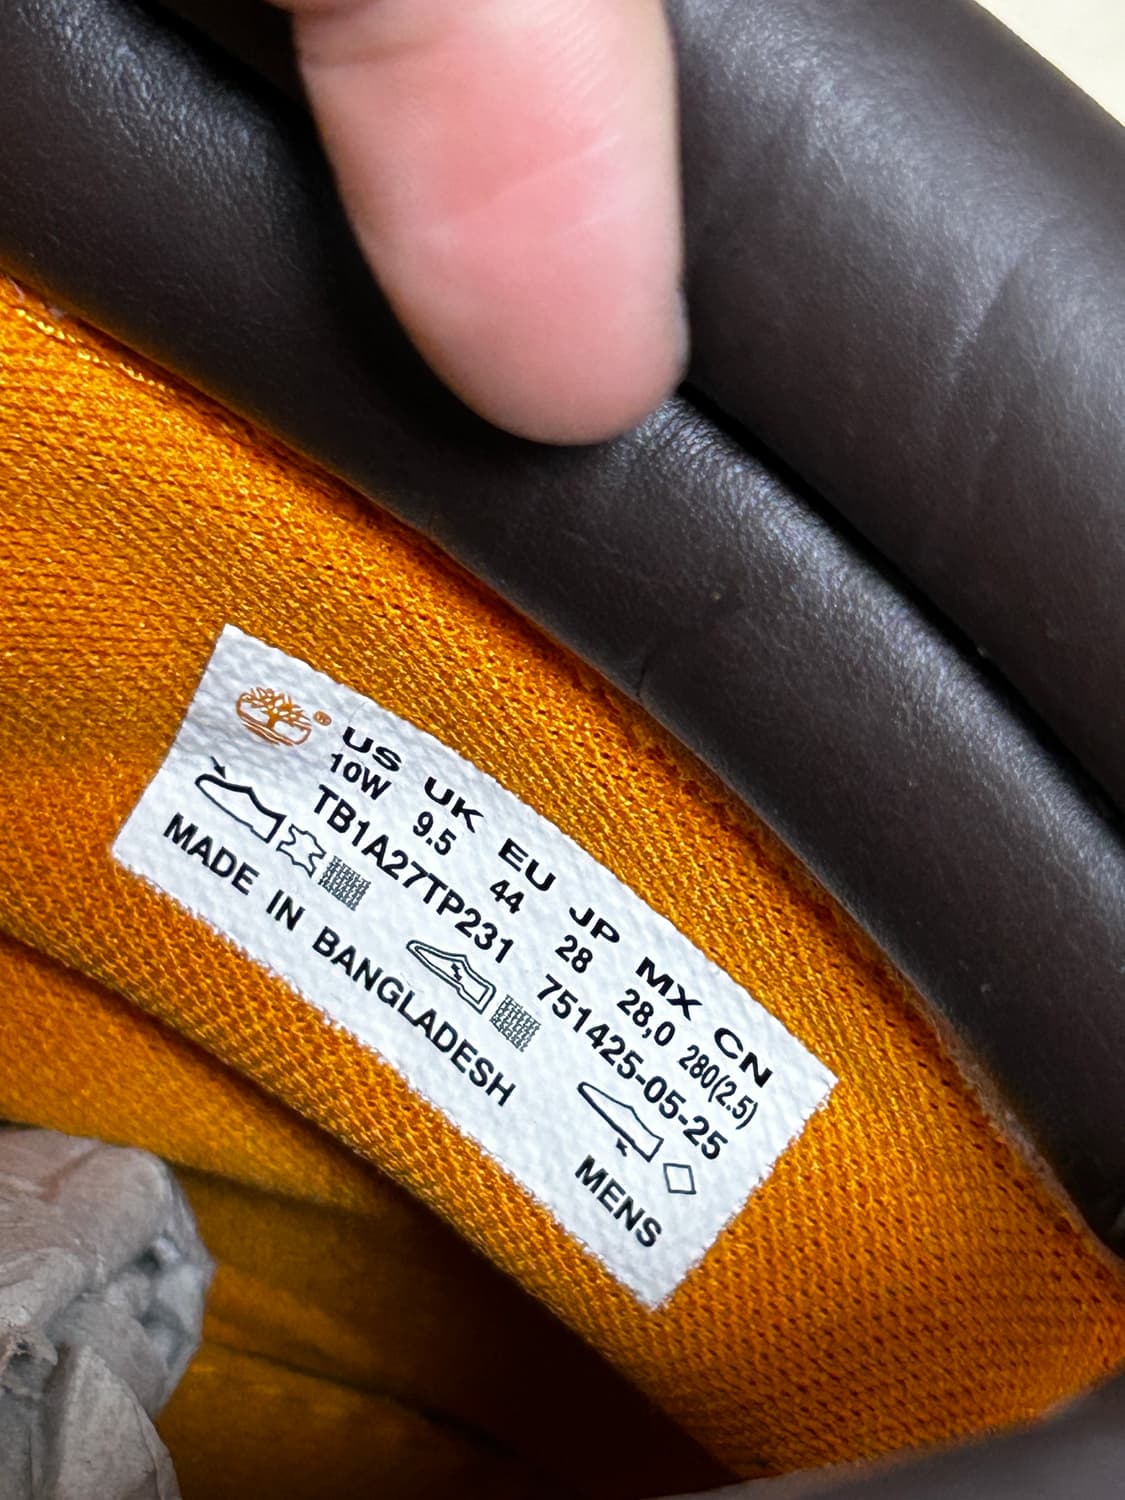 ®
US UK EU JP MX CN
10W 9.5 44 28 28,0 280(2.5)
TB1A27TP231 751425-05-25
MADE IN BANGLADESH MENS